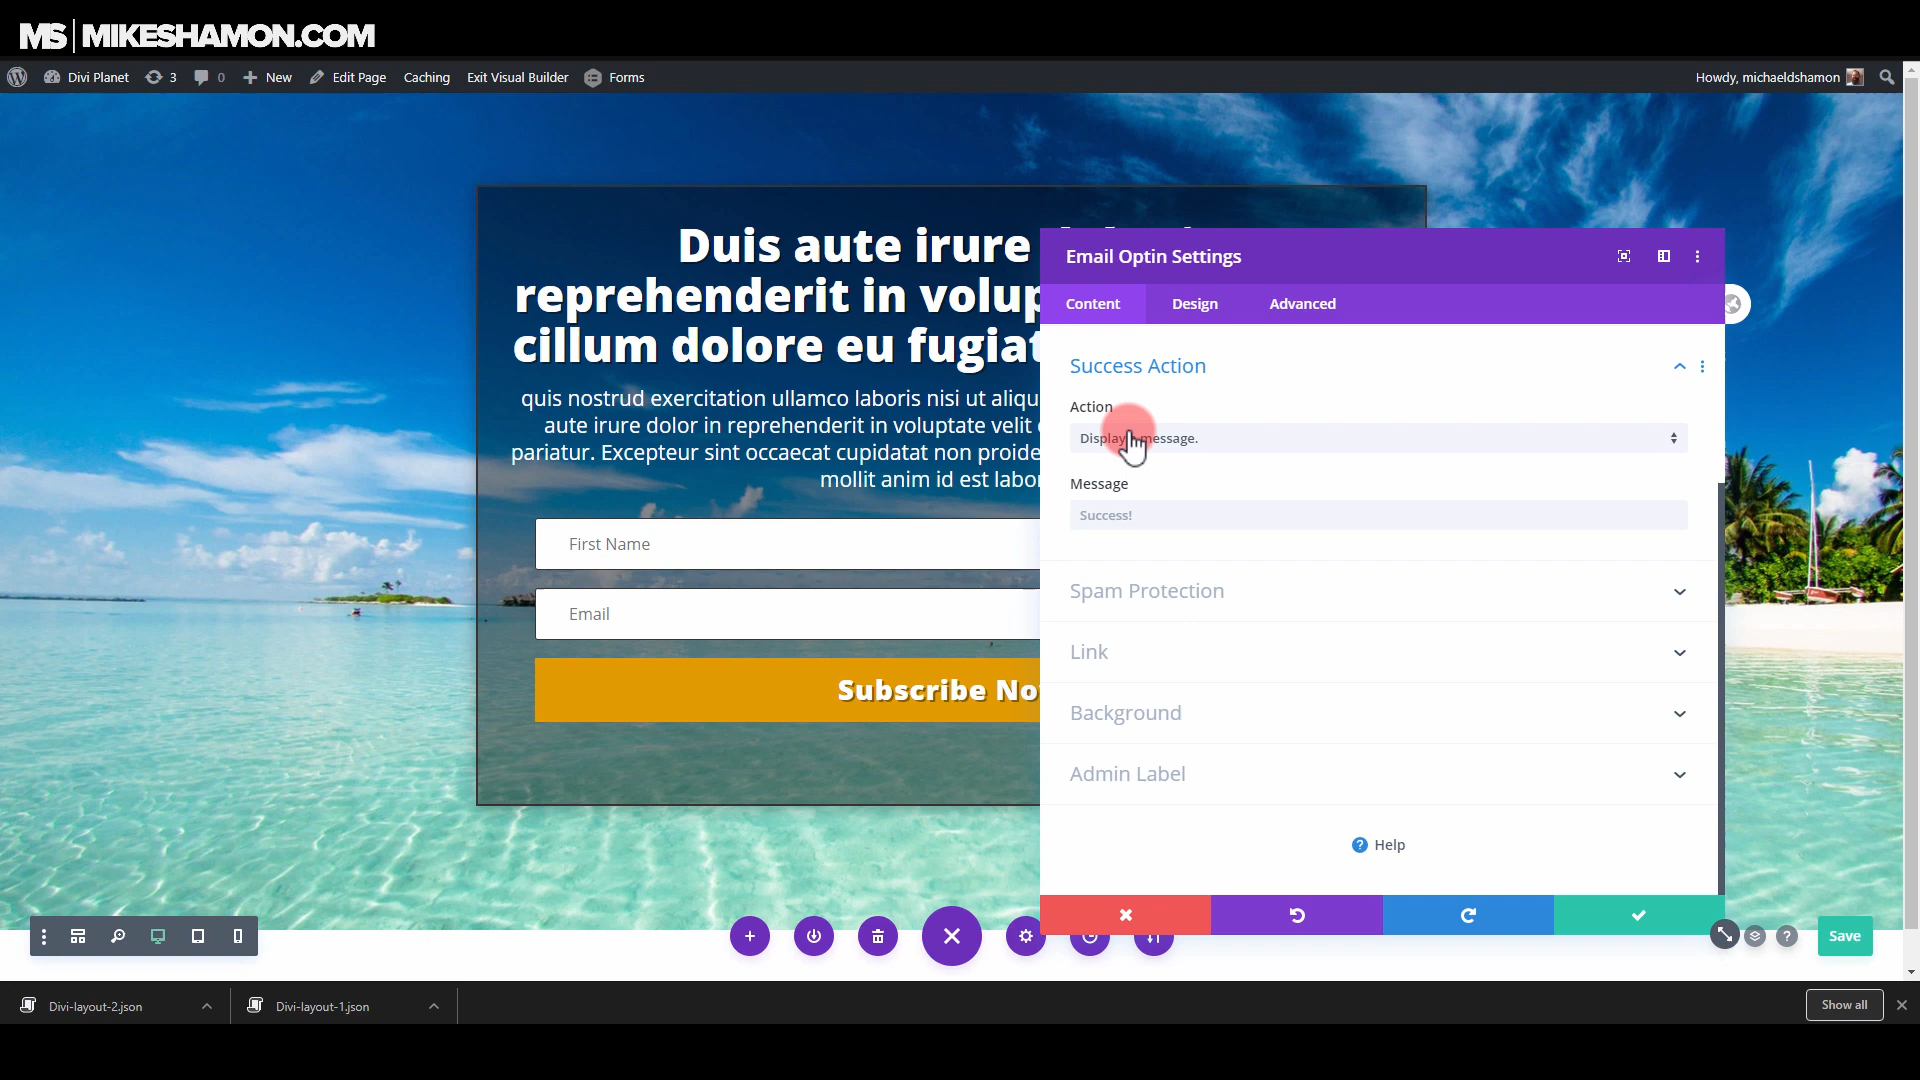 MS | MIKESHAMON.COM
Divi Planet 3 0 New Edit Page Caching Exit Visual Builder Forms Howdy, michaeldshamon
Duis aute irure
reprehenderit in volup
cillum dolore eu fugiat
quis nostrud exercitation ullamco laboris nisi ut aliqu
aute irure dolor in reprehenderit in voluptate velit
pariatur. Excepteur sint occaecat cupidatat non proide
mollit anim id est labor
First Name
Email
Subscribe No
Email Optin Settings
Content Design Advanced
Success Action
Action
Display message.
Message
Success!
Spam Protection
Link
Background
Admin Label
? Help
? Save
Divi-layout-2.json Divi-layout-1.json Show all